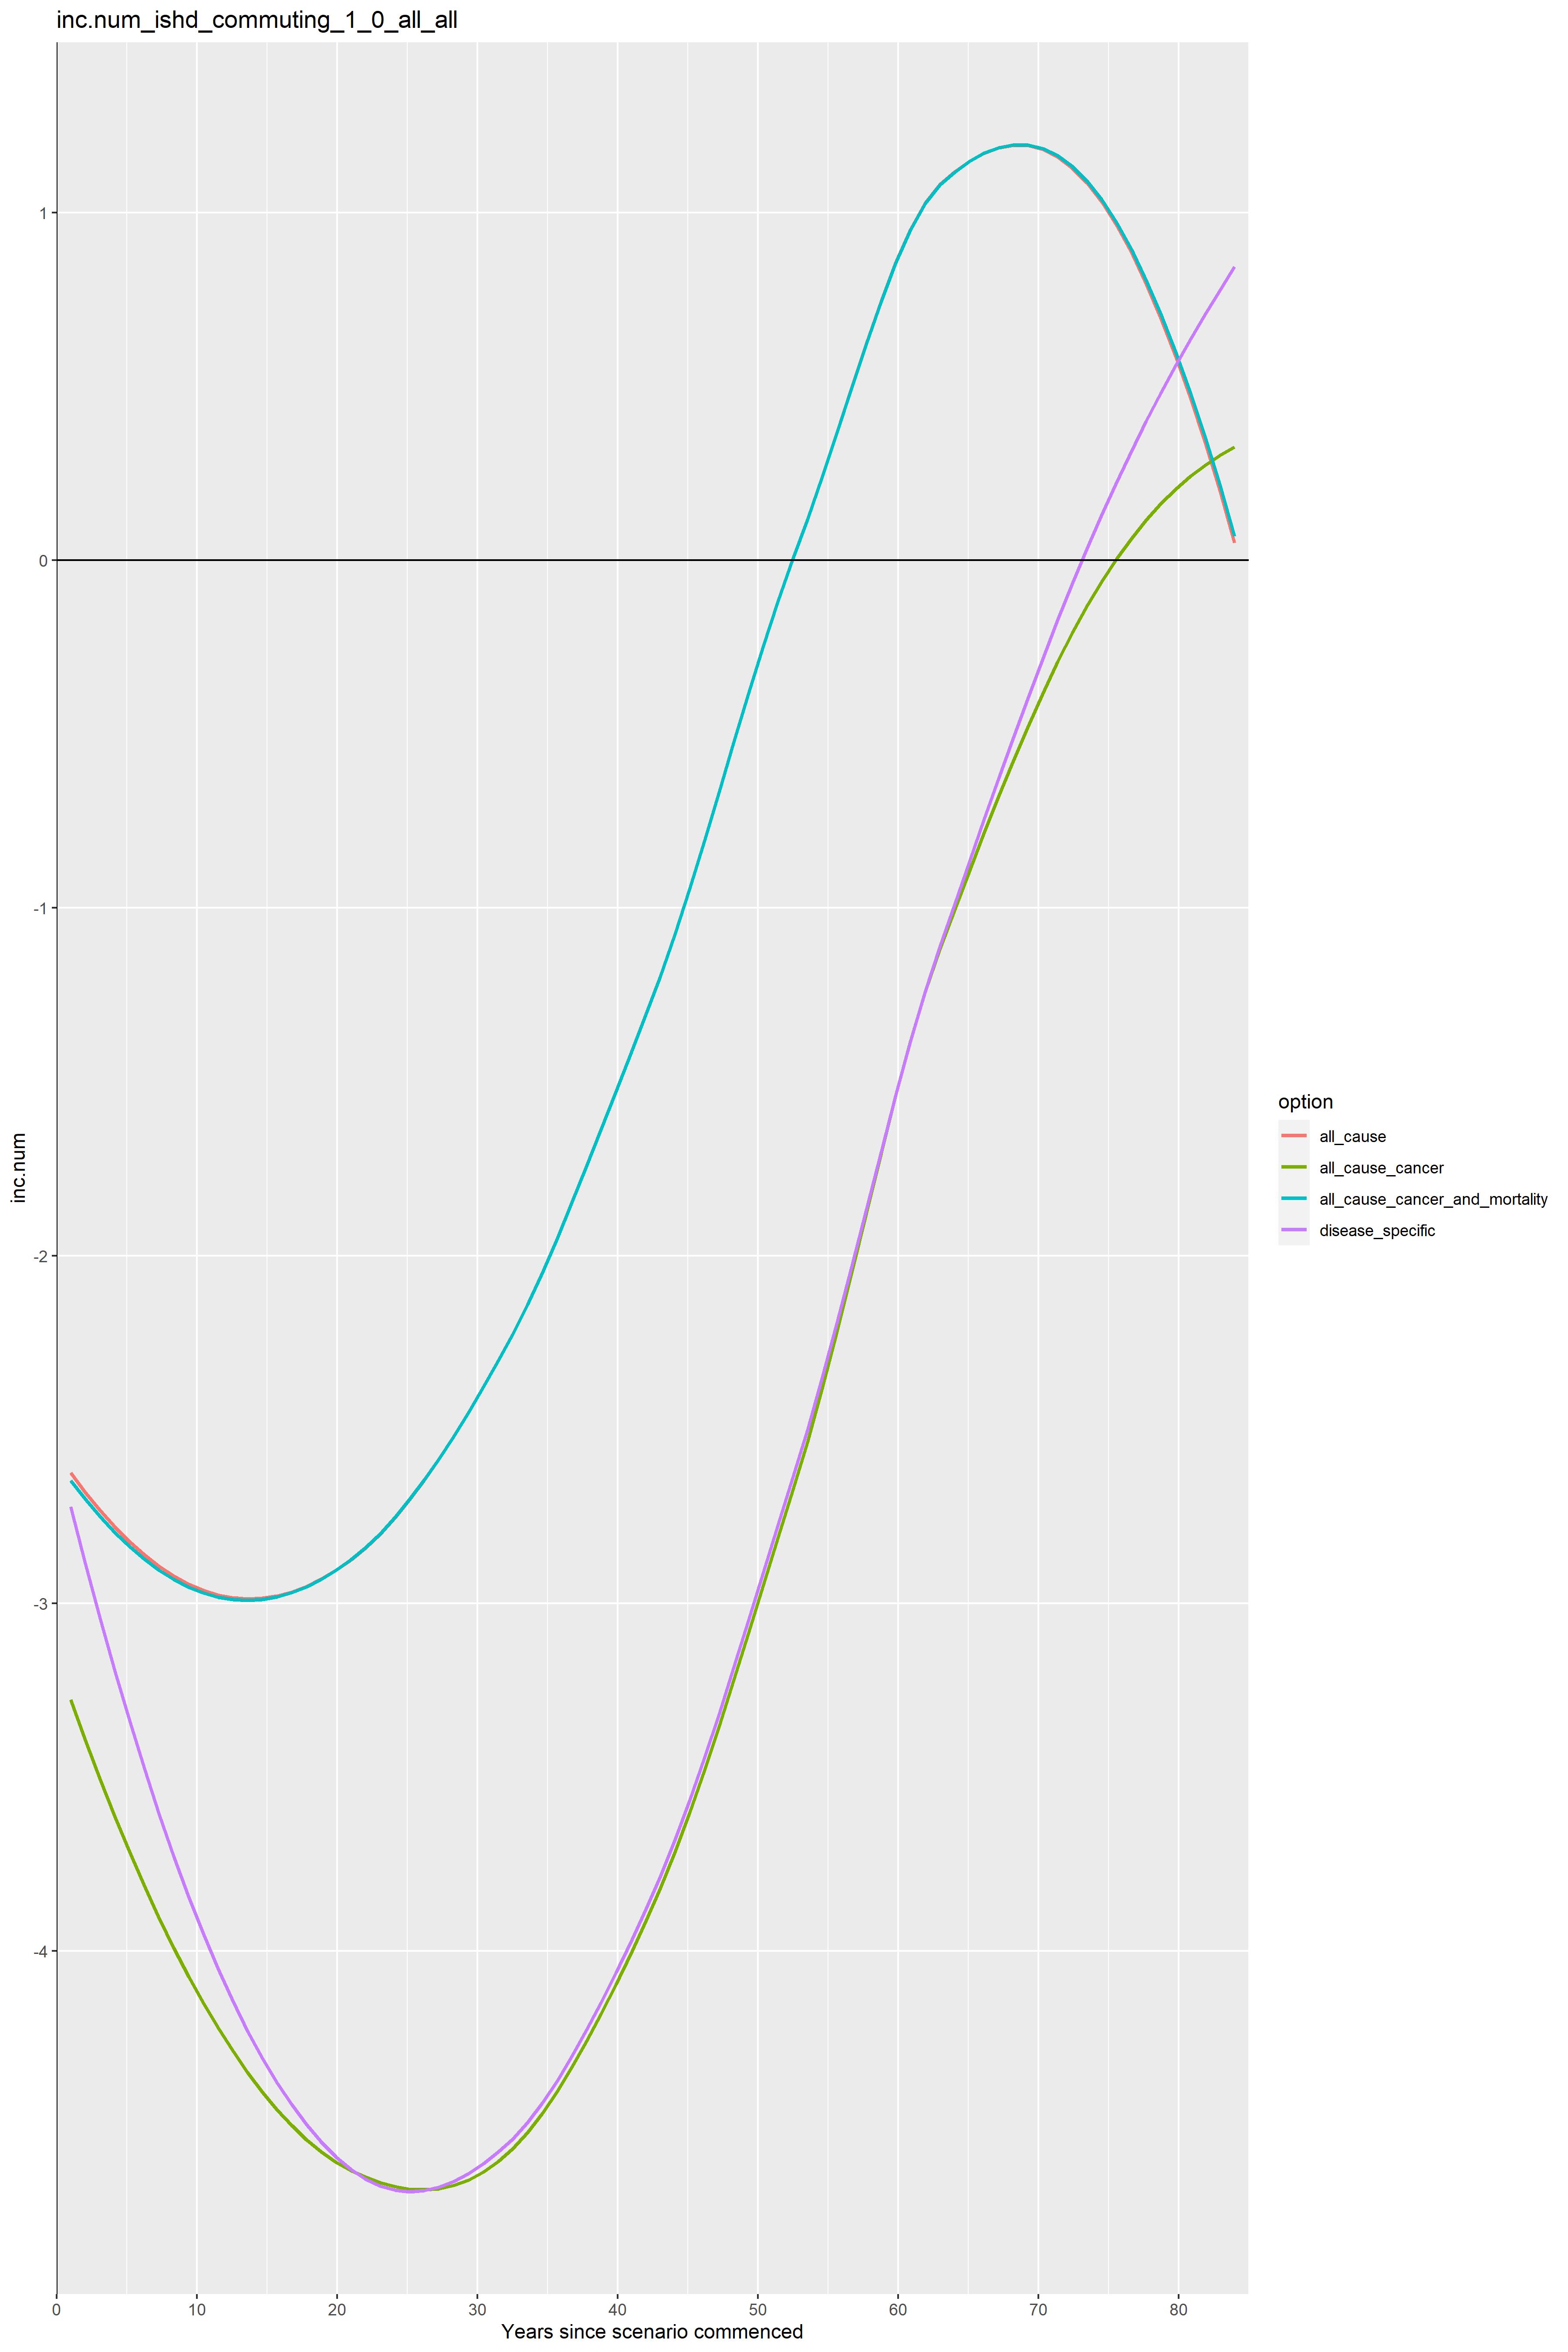 inc.num_ishd_commuting_1_0_all_all
1
0
-1
-2
-3
-4
inc.num
0 10 20 30 40 50 60 70 80
Years since scenario commenced
option
all_cause
all_cause_cancer
all_cause_cancer_and_mortality
disease_specific